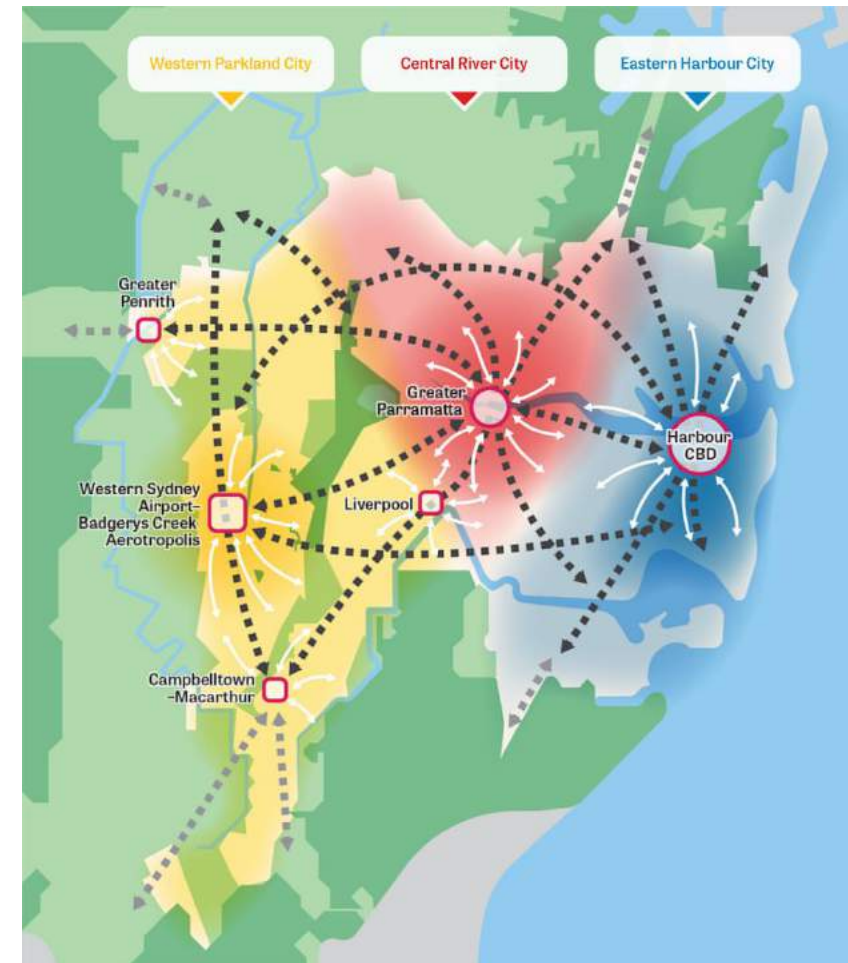 Western Parkland City
Central River City
Eastern Harbour City
Greater
Penrith
Greater
Parramatta
Harbour
CBD
Western Sydney
Airport–
Badgerys Creek
Aerotropolis
Liverpool
Campbelltown
–Macarthur